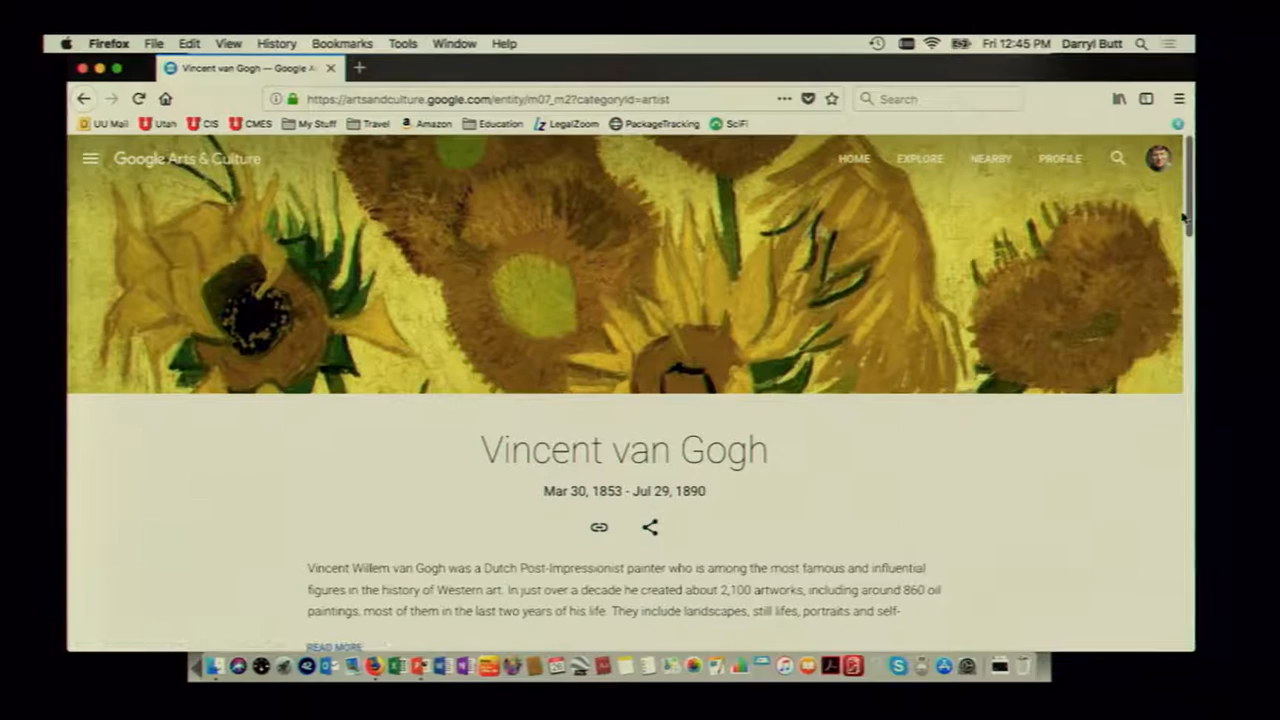 Firefox File Edit View History Bookmarks Tools Window Help Fri 12:45 PM Darryl Butt
Vincent van Gogh — Google A
https://artsandculture.google.com/entity/m07_m2?categoryId=artist Search
UU Mail Utah CIS CMES My Stuff Travel Amazon Education LegalZoom PackageTracking SciFi
Google Arts & Culture HOME EXPLORE NEARBY PROFILE
Vincent van Gogh
Mar 30, 1853 - Jul 29, 1890
Vincent Willem van Gogh was a Dutch Post-Impressionist painter who is among the most famous and influential
figures in the history of Western art. In just over a decade he created about 2,100 artworks, including around 860 oil
paintings, most of them in the last two years of his life. They include landscapes, still lifes, portraits and self-
READ MORE